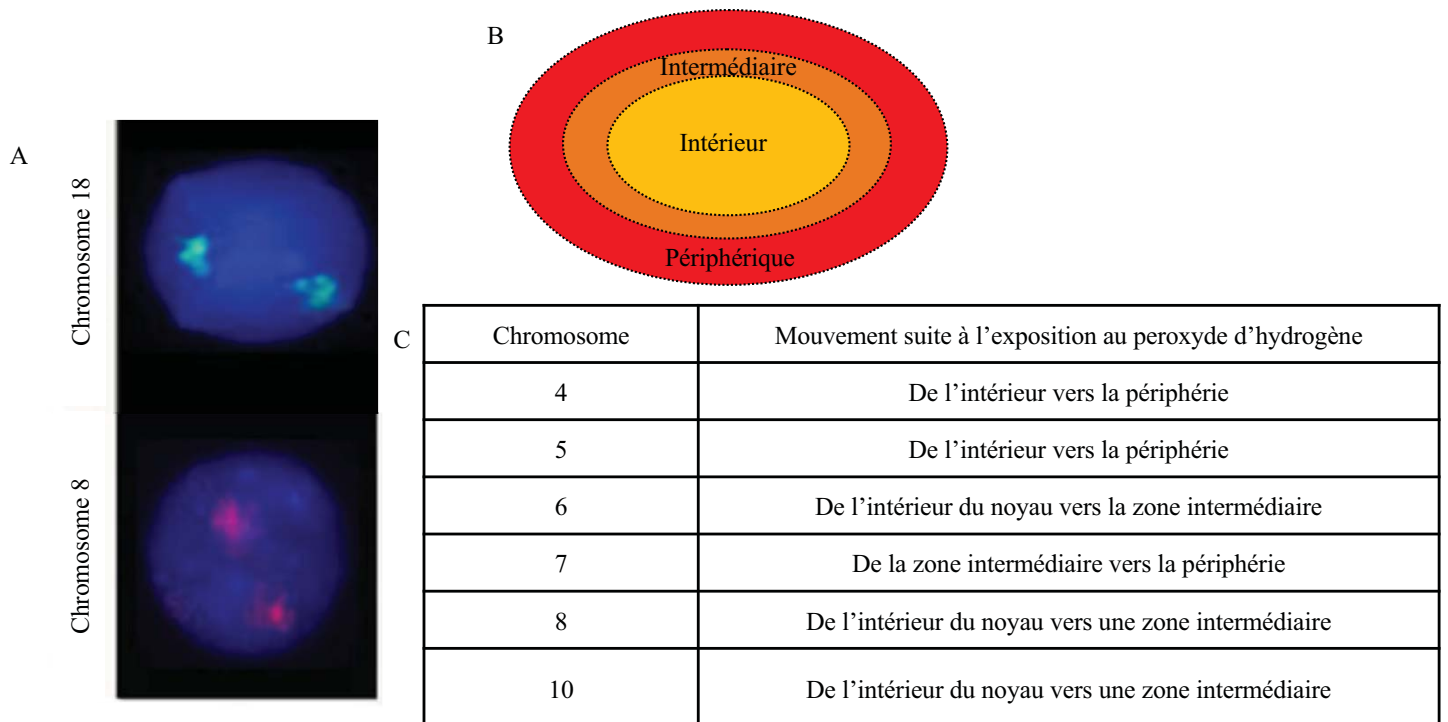 A
Chromosome 18
Chromosome 8
B
Intermédiaire
Intérieur
Périphérique
C
Chromosome Mouvement suite à l’exposition au peroxyde d’hydrogène
4 De l’intérieur vers la périphérie
5 De l’intérieur vers la périphérie
6 De l’intérieur du noyau vers la zone intermédiaire
7 De la zone intermédiaire vers la périphérie
8 De l’intérieur du noyau vers une zone intermédiaire
10 De l’intérieur du noyau vers une zone intermédiaire